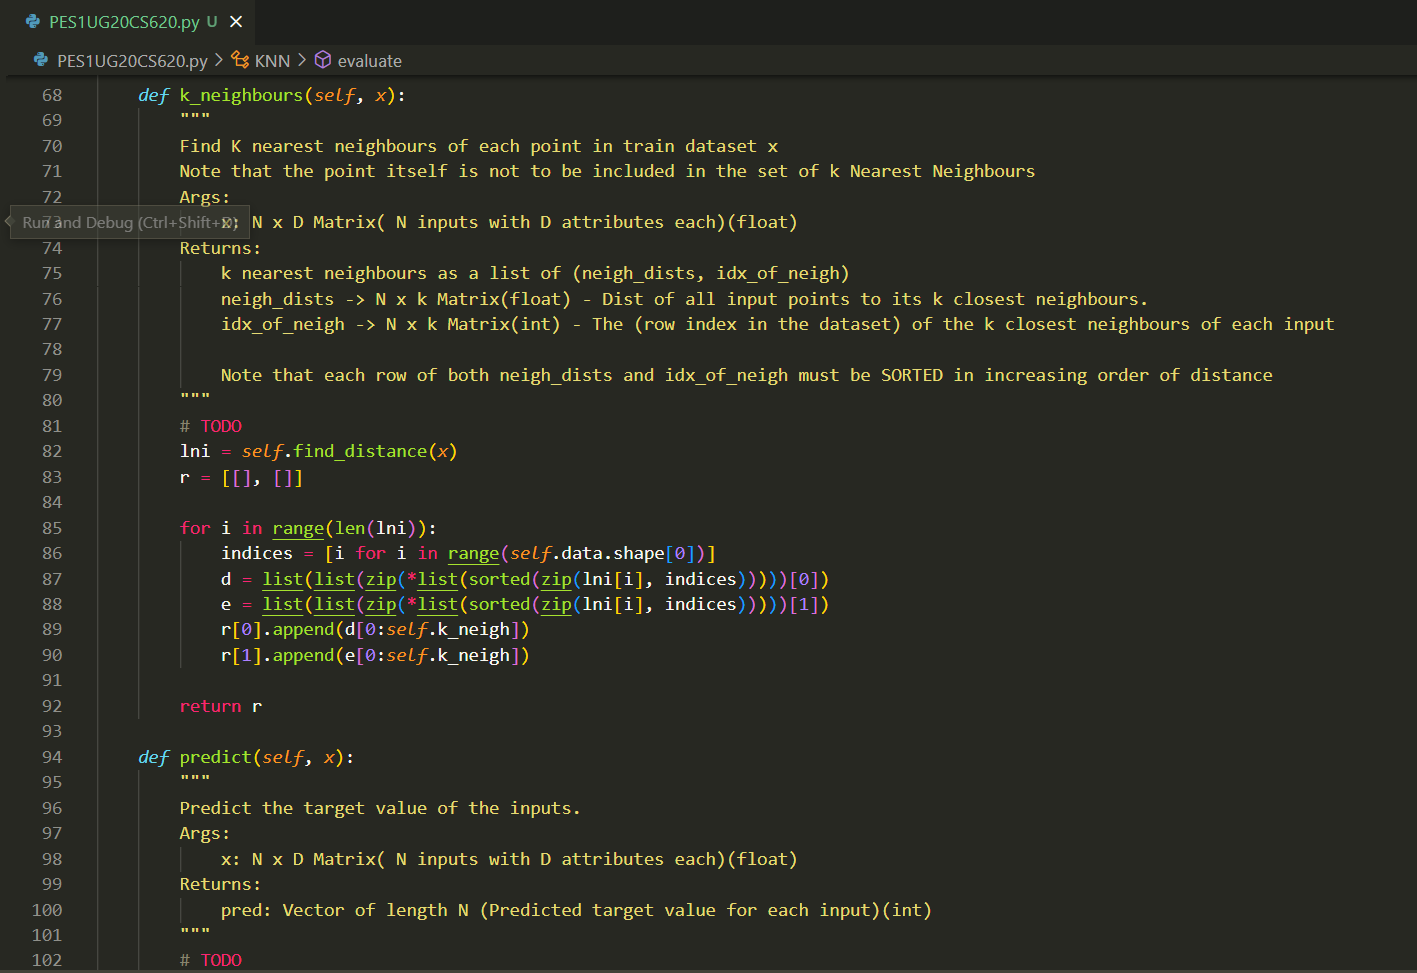 PES1UG20CS620.py U ×
PES1UG20CS620.py > KNN > evaluate
68 def k_neighbours(self, x):
69 """
70 Find K nearest neighbours of each point in train dataset x
71 Note that the point itself is not to be included in the set of k Nearest Neighbours
72 Args:
73 x: N x D Matrix( N inputs with D attributes each)(float)
Run and Debug (Ctrl+Shift+D)
74 Returns:
75 k nearest neighbours as a list of (neigh_dists, idx_of_neigh)
76 neigh_dists -> N x k Matrix(float) - Dist of all input points to its k closest neighbours.
77 idx_of_neigh -> N x k Matrix(int) - The (row index in the dataset) of the k closest neighbours of each input
78
79 Note that each row of both neigh_dists and idx_of_neigh must be SORTED in increasing order of distance
80 """
81 # TODO
82 lni = self.find_distance(x)
83 r = [[], []]
84
85 for i in range(len(lni)):
86 indices = [i for i in range(self.data.shape[0])]
87 d = list(list(zip(*list(sorted(zip(lni[i], indices)))))[0])
88 e = list(list(zip(*list(sorted(zip(lni[i], indices)))))[1])
89 r[0].append(d[0:self.k_neigh])
90 r[1].append(e[0:self.k_neigh])
91
92 return r
93
94 def predict(self, x):
95 """
96 Predict the target value of the inputs.
97 Args:
98 x: N x D Matrix( N inputs with D attributes each)(float)
99 Returns:
100 pred: Vector of length N (Predicted target value for each input)(int)
101 """
102 # TODO